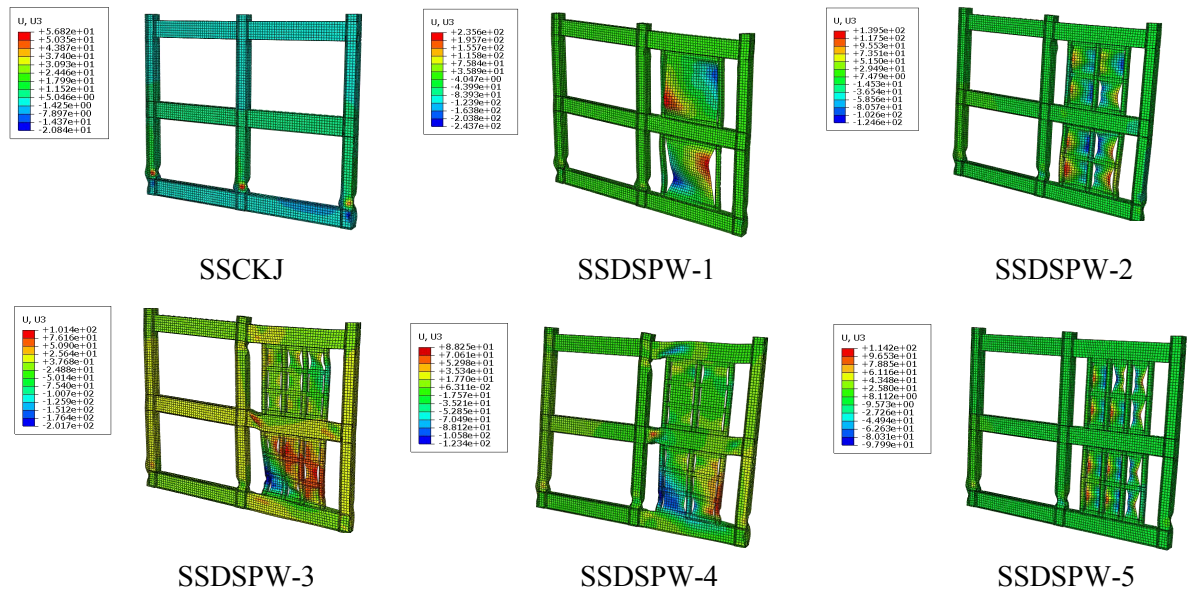 U, U3
+5.682e+01
+5.035e+01
+4.387e+01
+3.740e+01
+3.093e+01
+2.446e+01
+1.799e+01
+1.152e+01
+5.046e+00
-1.425e+00
-7.897e+00
-1.437e+01
-2.084e+01
SSCKJ
U, U3
+2.356e+02
+1.957e+02
+1.557e+02
+1.158e+02
+7.584e+01
+3.589e+01
-4.047e+00
-4.399e+01
-8.393e+01
-1.239e+02
-1.638e+02
-2.038e+02
-2.437e+02
SSDSPW-1
U, U3
+1.395e+02
+1.175e+02
+9.553e+01
+7.351e+01
+5.150e+01
+2.949e+01
+7.479e+00
-1.453e+01
-3.654e+01
-5.856e+01
-8.057e+01
-1.026e+02
-1.246e+02
SSDSPW-2
U, U3
+1.014e+02
+7.616e+01
+5.090e+01
+2.564e+01
+3.768e-01
-2.488e+01
-5.014e+01
-7.540e+01
-1.007e+02
-1.259e+02
-1.512e+02
-1.764e+02
-2.017e+02
SSDSPW-3
U, U3
+8.825e+01
+7.061e+01
+5.298e+01
+3.534e+01
+1.770e+01
+6.311e-02
-1.757e+01
-3.521e+01
-5.285e+01
-7.049e+01
-8.812e+01
-1.058e+02
-1.234e+02
SSDSPW-4
U, U3
+1.142e+02
+9.653e+01
+7.885e+01
+6.116e+01
+4.348e+01
+2.580e+01
+8.112e+00
-9.573e+00
-2.726e+01
-4.494e+01
-6.263e+01
-8.031e+01
-9.799e+01
SSDSPW-5